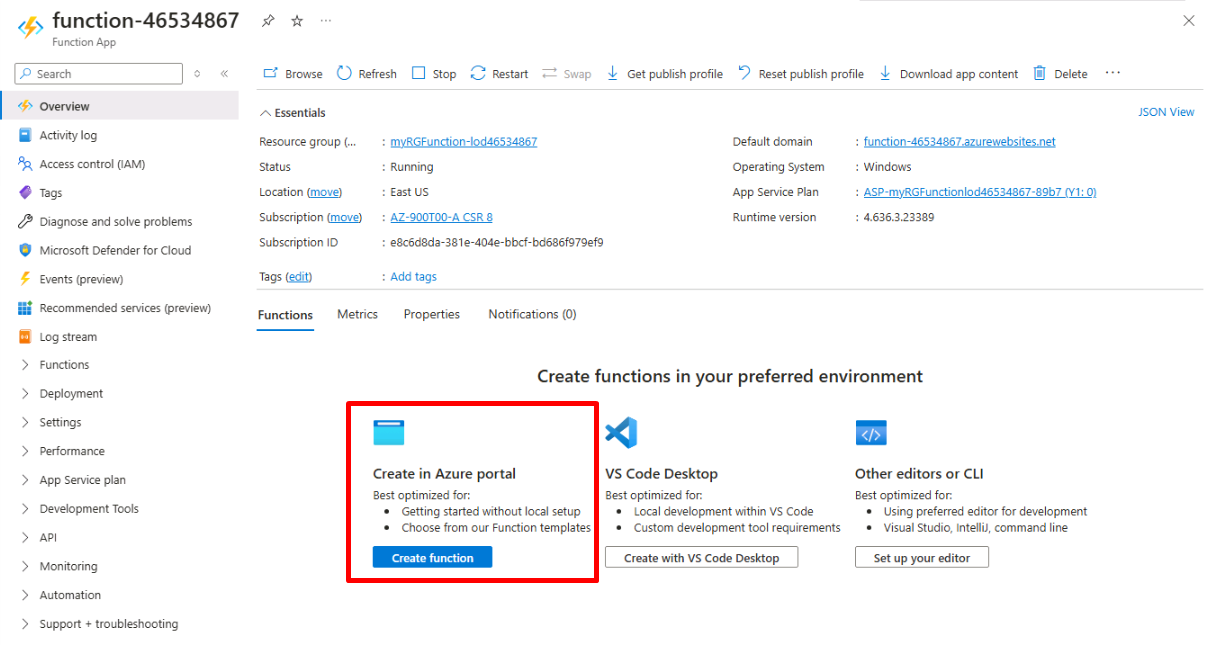 function-46534867
Function App
Search
Browse Refresh Stop Restart Swap Get publish profile Reset publish profile Download app content Delete
Overview
Activity log
Access control (IAM)
Tags
Diagnose and solve problems
Microsoft Defender for Cloud
Events (preview)
Recommended services (preview)
Log stream
Functions
Deployment
Settings
Performance
App Service plan
Development Tools
API
Monitoring
Automation
Support + troubleshooting
Essentials
JSON View
Resource group (... : myRGFunction-lod46534867
Status : Running
Location (move) : East US
Subscription (move) : AZ-900T00-A CSR 8
Subscription ID : e8c6d8da-381e-404e-bbcf-bd686f979ef9
Tags (edit) : Add tags
Default domain : function-46534867.azurewebsites.net
Operating System : Windows
App Service Plan : ASP-myRGFunctionlod46534867-89b7 (Y1: 0)
Runtime version : 4.636.3.23389
Functions Metrics Properties Notifications (0)
Create functions in your preferred environment
Create in Azure portal
Best optimized for:
• Getting started without local setup
• Choose from our Function templates
Create function
VS Code Desktop
Best optimized for:
• Local development within VS Code
• Custom development tool requirements
Create with VS Code Desktop
Other editors or CLI
Best optimized for:
• Using preferred editor for development
• Visual Studio, IntelliJ, command line
Set up your editor